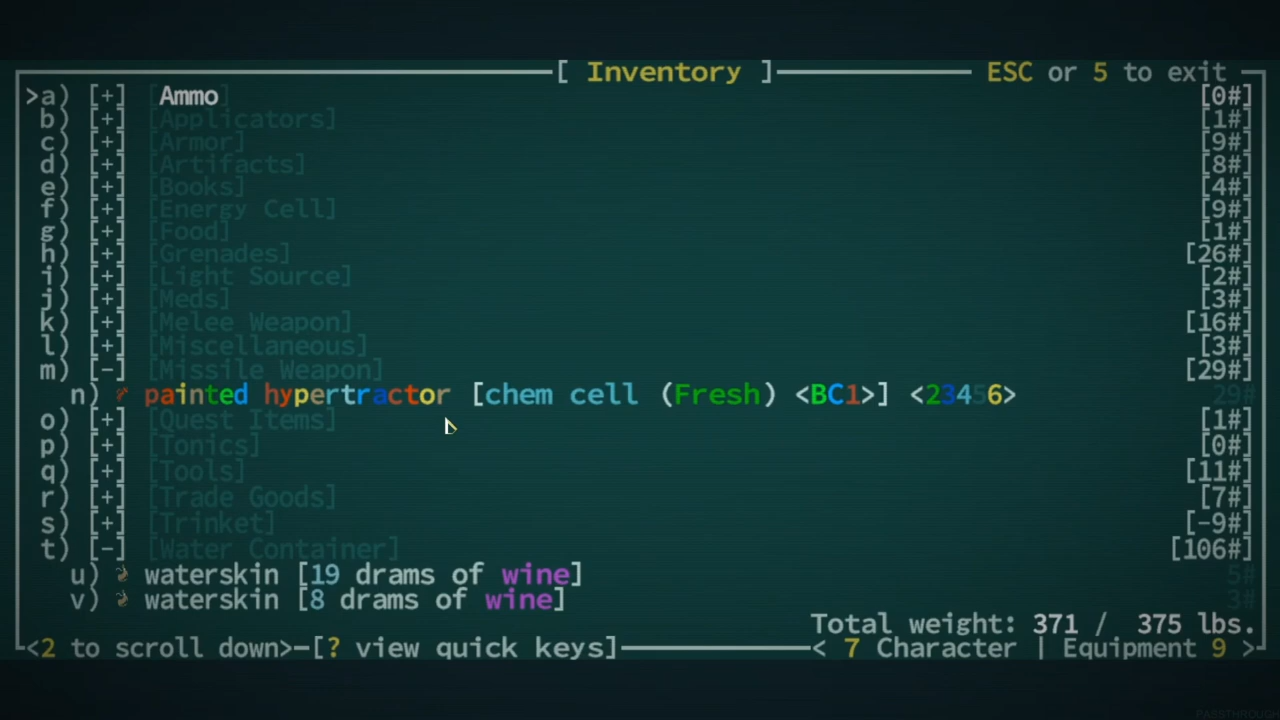 [ Inventory ] ESC or 5 to exit
>a) [+] [Ammo] [0#]
b) [+] [Applicators] [1#]
c) [+] [Armor] [9#]
d) [+] [Artifacts] [8#]
e) [+] [Books] [4#]
f) [+] [Energy Cell] [9#]
g) [+] [Food] [1#]
h) [+] [Grenades] [26#]
i) [+] [Light Source] [2#]
j) [+] [Meds] [3#]
k) [+] [Melee Weapon] [16#]
l) [+] [Miscellaneous] [3#]
m) [-] [Missile Weapon] [29#]
n) painted hypertractor [chem cell (Fresh) <BC1>] <23456> 29#
o) [+] [Quest Items] [1#]
p) [+] [Tonics] [0#]
q) [+] [Tools] [11#]
r) [+] [Trade Goods] [7#]
s) [+] [Trinket] [-9#]
t) [-] [Water Container] [106#]
u) waterskin [19 drams of wine] 5#
v) waterskin [8 drams of wine] 3#
Total weight: 371 / 375 lbs.
<2 to scroll down> [? view quick keys] < 7 Character | Equipment 9 >